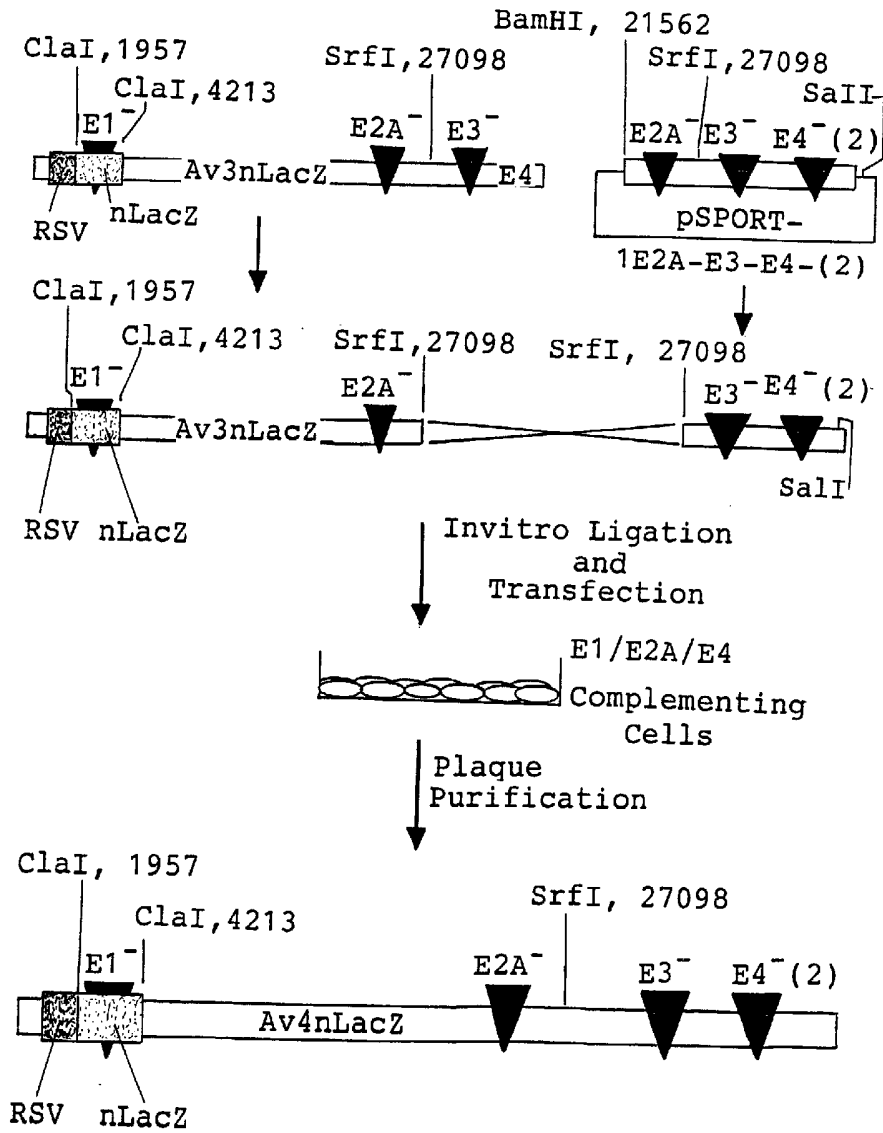 BamHI, 21562
ClaI,1957
SrfI,27098
SrfI,27098
SaII
ClaI,4213
E1⁻
E2A⁻
E3⁻
E2A⁻
E3⁻
E4⁻(2)
Av3nLacZ
E4
RSV
nLacZ
pSPORT-
1E2A-E3-E4-(2)
ClaI,1957
ClaI,4213
SrfI,27098
SrfI, 27098
E1⁻
E2A⁻
E3⁻
E4⁻(2)
Av3nLacZ
SalI
RSV
nLacZ
Invitro Ligation
and
Transfection
E1/E2A/E4
Complementing
Cells
Plaque
Purification
ClaI, 1957
ClaI,4213
SrfI, 27098
E1⁻
E2A⁻
E3⁻
E4⁻(2)
Av4nLacZ
RSV
nLacZ